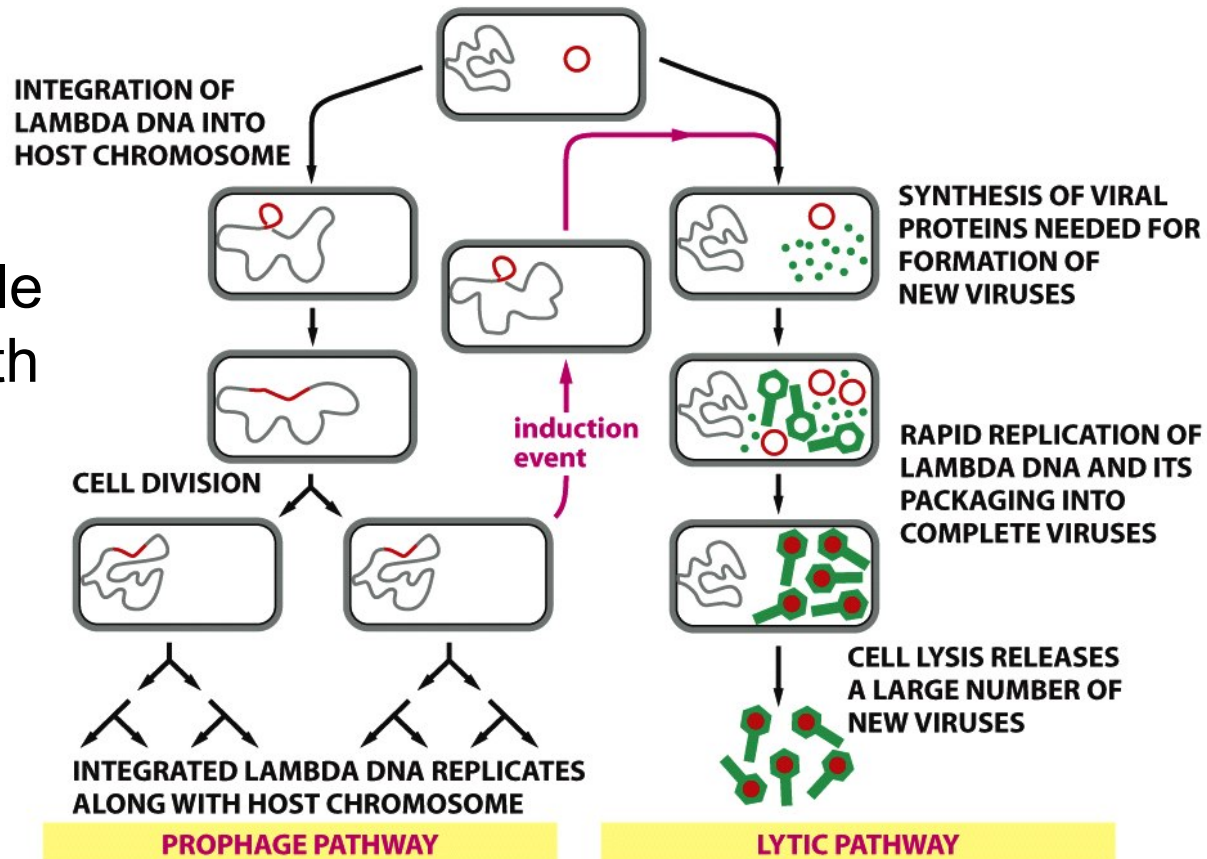 INTEGRATION OF
LAMBDA DNA INTO
HOST CHROMOSOME
SYNTHESIS OF VIRAL
PROTEINS NEEDED FOR
FORMATION OF
NEW VIRUSES
induction
event
RAPID REPLICATION OF
LAMBDA DNA AND ITS
PACKAGING INTO
COMPLETE VIRUSES
CELL DIVISION
CELL LYSIS RELEASES
A LARGE NUMBER OF
NEW VIRUSES
INTEGRATED LAMBDA DNA REPLICATES
ALONG WITH HOST CHROMOSOME
PROPHAGE PATHWAY
LYTIC PATHWAY